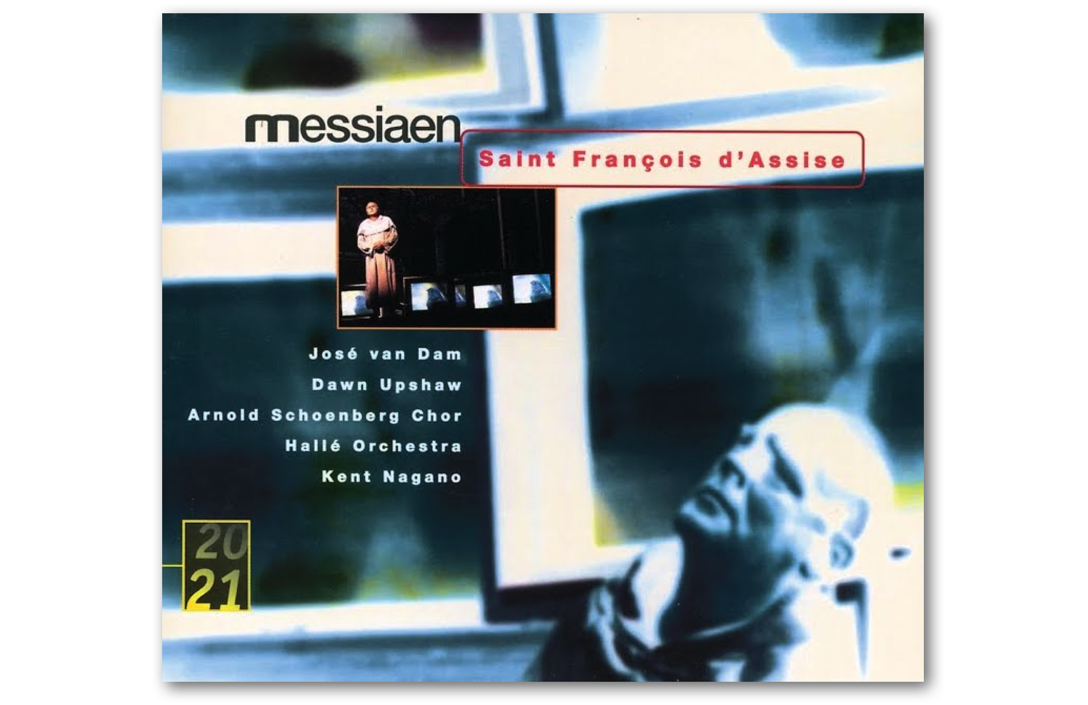 messiaen
Saint François d'Assise
José van Dam
Dawn Upshaw
Arnold Schoenberg Chor
Hallé Orchestra
Kent Nagano
20
21